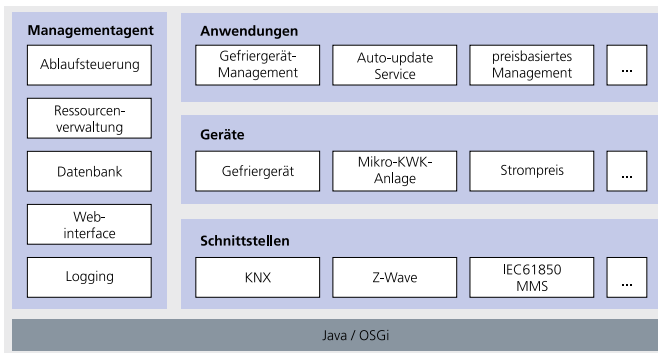 Managementagent
Ablaufsteuerung
Ressourcen-
verwaltung
Datenbank
Web-
interface
Logging
Anwendungen
Gefriergerät-
Management
Auto-update
Service
preisbasiertes
Management
...
Geräte
Gefriergerät
Mikro-KWK-
Anlage
Strompreis
...
Schnittstellen
KNX
Z-Wave
IEC61850
MMS
...
Java / OSGi